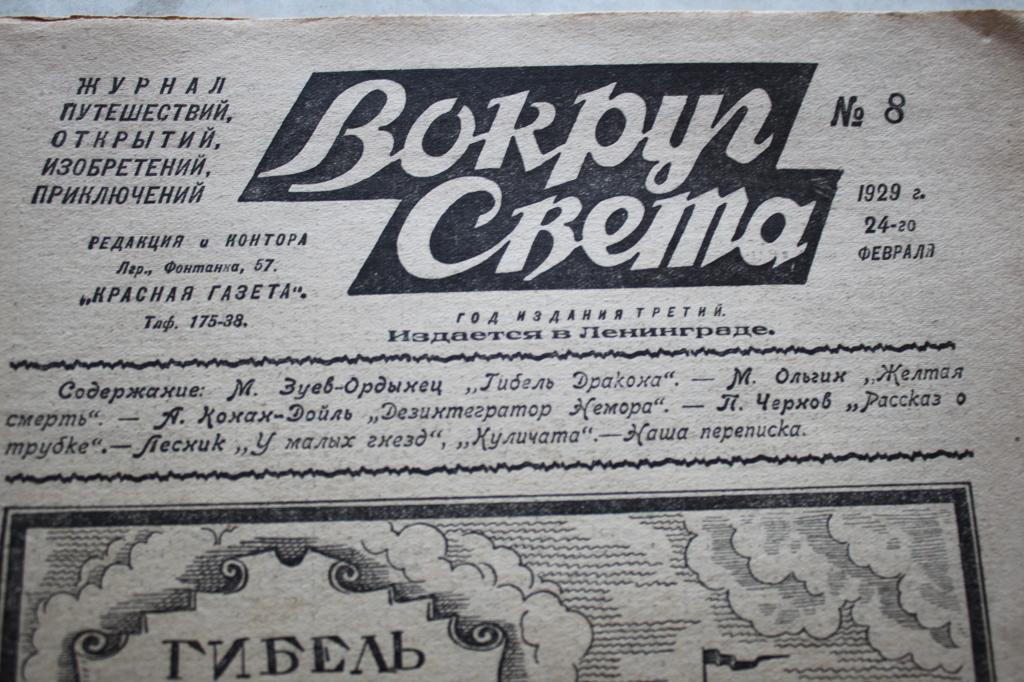 ЖУРНАЛ
ПУТЕШЕСТВИЙ,
ОТКРЫТИЙ,
ИЗОБРЕТЕНИЙ,
ПРИКЛЮЧЕНИЙ
РЕДАКЦИЯ и КОНТОРА
Лгр., Фонтанка, 57.
„КРАСНАЯ ГАЗЕТА".
Тлф. 175-38.
Вокруг
Света
№ 8
1929 г.
24-го
ФЕВРАЛЯ
ГОД ИЗДАНИЯ ТРЕТИЙ.
Издается в Ленинграде.
Содержание: М. Зуев-Ордынец „Гибель Дракона". — М. Ольгин „Желтая
смерть". — А. Конан-Дойль „Дезинтегратор Немора". — П. Чернов „Рассказ о
трубке".— Лесник „У малых гнезд", „Куличата".— Наша переписка.
ГИБЕЛЬ